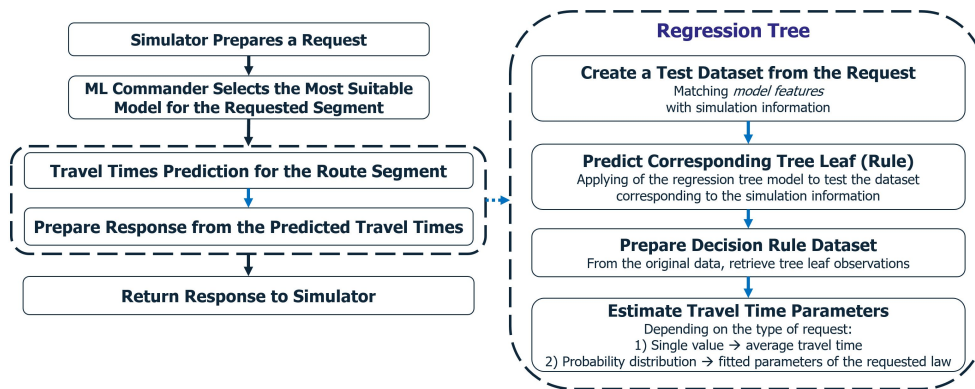 Simulator Prepares a Request
ML Commander Selects the Most Suitable
Model for the Requested Segment
Travel Times Prediction for the Route Segment
Prepare Response from the Predicted Travel Times
Return Response to Simulator
Regression Tree
Create a Test Dataset from the Request
Matching model features
with simulation information
Predict Corresponding Tree Leaf (Rule)
Applying of the regression tree model to test the dataset
corresponding to the simulation information
Prepare Decision Rule Dataset
From the original data, retrieve tree leaf observations
Estimate Travel Time Parameters
Depending on the type of request:
1) Single value → average travel time
2) Probability distribution → fitted parameters of the requested law